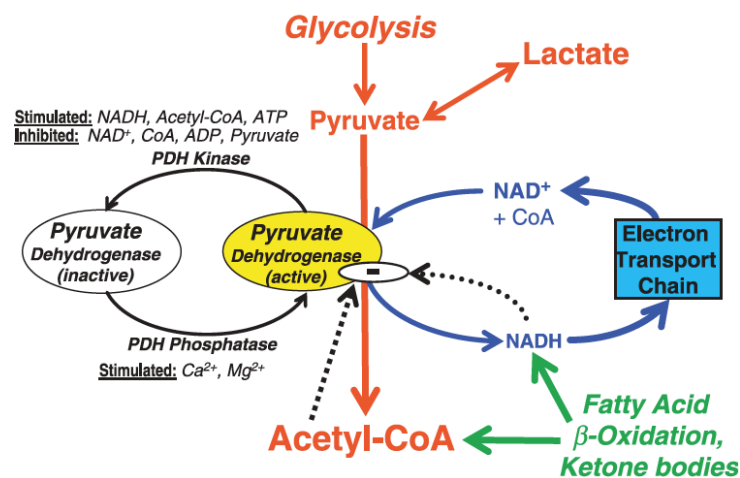 Glycolysis
Lactate
Stimulated: NADH, Acetyl-CoA, ATP
Inhibited: NAD⁺, CoA, ADP, Pyruvate
PDH Kinase
Pyruvate
NAD⁺
+ CoA
Pyruvate
Dehydrogenase
(inactive)
Pyruvate
Dehydrogenase
(active)
-
Electron
Transport
Chain
PDH Phosphatase
Stimulated: Ca²⁺, Mg²⁺
NADH
Acetyl-CoA
Fatty Acid
β-Oxidation,
Ketone bodies